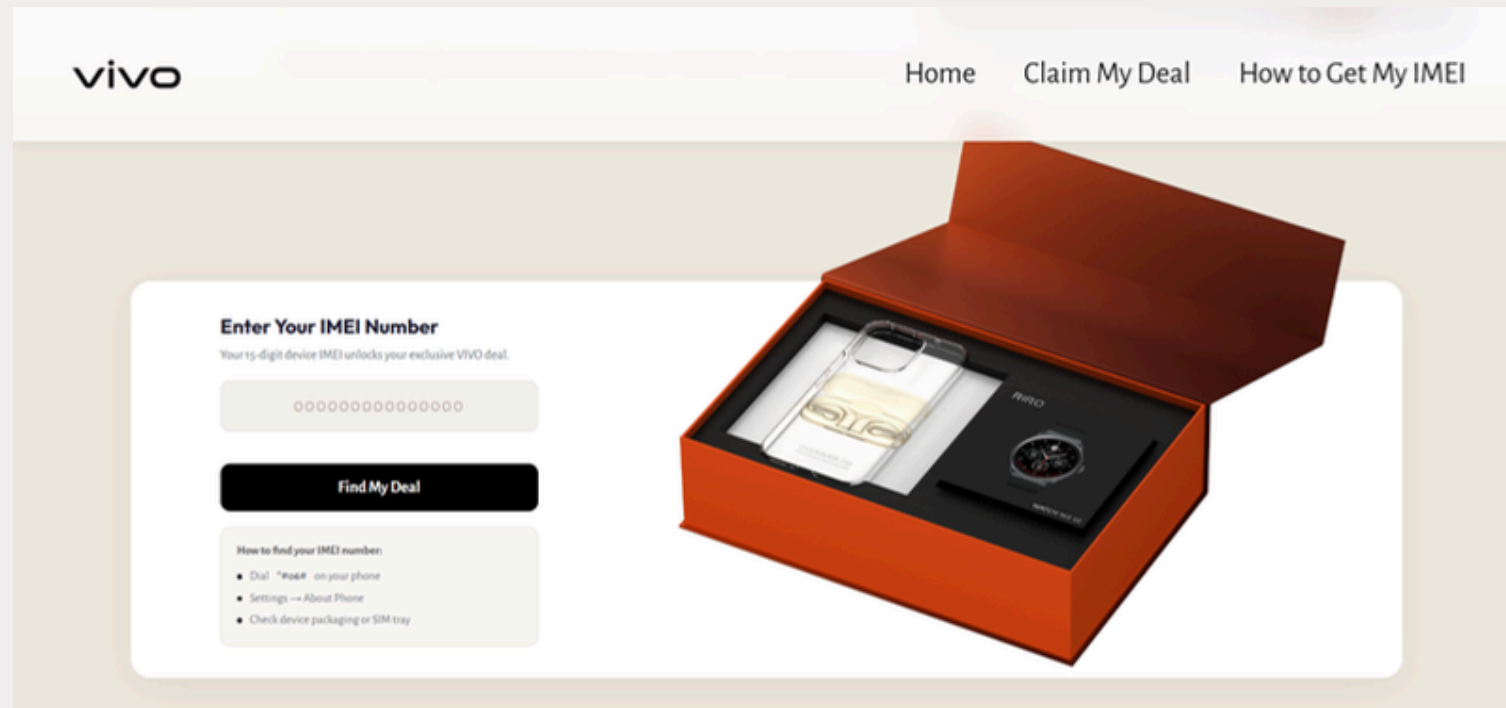 vivo
Home
Claim My Deal
How to Get My IMEI
Enter Your IMEI Number
Your 15-digit device IMEI unlocks your exclusive VIVO deal.
000000000000000
Find My Deal
How to find your IMEI number:
Dial *#06# on your phone
Settings → About Phone
Check device packaging or SIM tray
RIRO